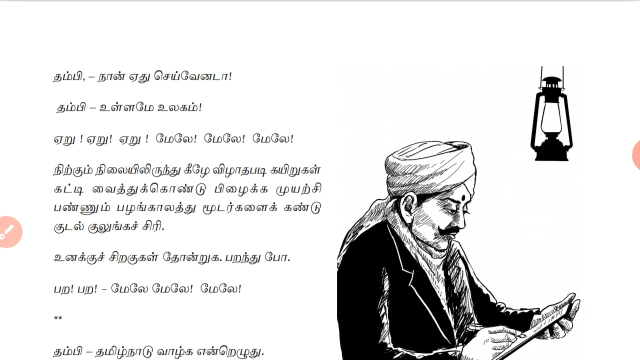 தம்பி, – நான் ஏது செய்வேனடா!
தம்பி – உள்ளமே உலகம்!
ஏறு ! ஏறு! ஏறு ! மேலே! மேலே! மேலே!
நிற்கும் நிலையிலிருந்து கீழே விழாதபடி கயிறுகள்
கட்டி வைத்துக்கொண்டு பிழைக்க முயற்சி
பண்ணும் பழங்காலத்து மூடர்களைக் கண்டு
குடல் குலுங்கச் சிரி.
உனக்குச் சிறகுகள் தோன்றுக. பறந்து போ.
பற! பற! – மேலே மேலே! மேலே!
**
தம்பி – தமிழ்நாடு வாழ்க என்றெழுது.